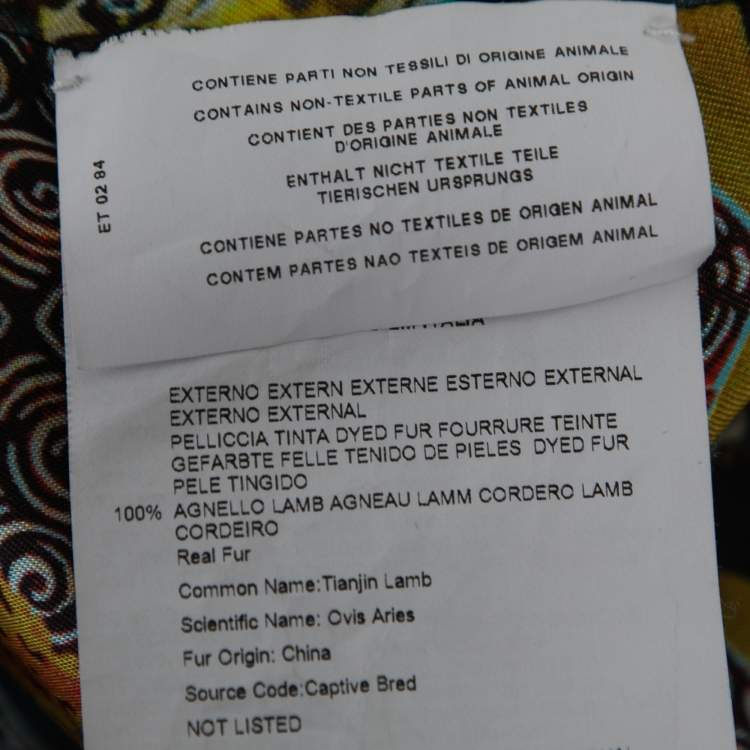 CONTIENE PARTI NON TESSILI DI ORIGINE ANIMALE
CONTAINS NON-TEXTILE PARTS OF ANIMAL ORIGIN
CONTIENT DES PARTIES NON TEXTILES
D'ORIGINE ANIMALE
ENTHALT NICHT TEXTILE TEILE
TIERISCHEN URSPRUNGS
CONTIENE PARTES NO TEXTILES DE ORIGEN ANIMAL
CONTEM PARTES NAO TEXTEIS DE ORIGEM ANIMAL
ET 02 84
EXTERNO EXTERN EXTERNE ESTERNO EXTERNAL
EXTERNO EXTERNAL
PELLICCIA TINTA DYED FUR FOURRURE TEINTE
GEFARBTE FELLE TENIDO DE PIELES DYED FUR
PELE TINGIDO
100% AGNELLO LAMB AGNEAU LAMM CORDERO LAMB
CORDEIRO
Real Fur
Common Name:Tianjin Lamb
Scientific Name: Ovis Aries
Fur Origin: China
Source Code:Captive Bred
NOT LISTED